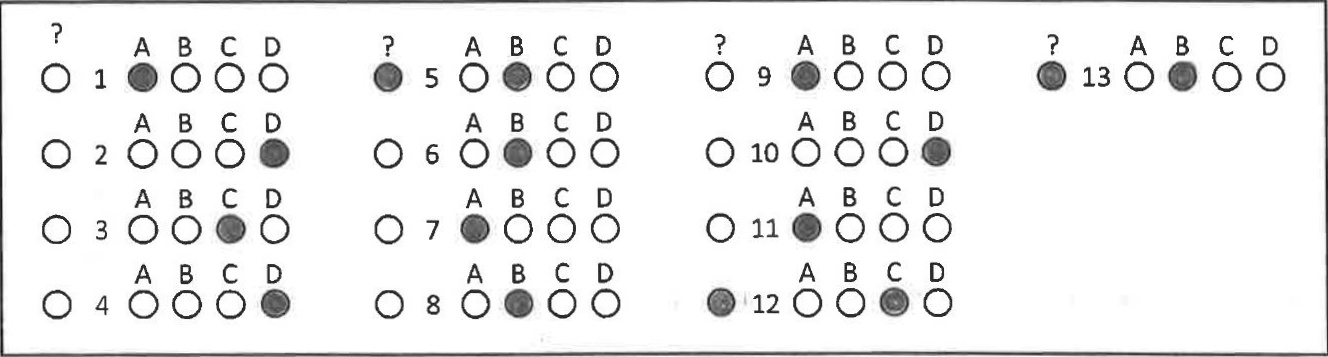 ? A B C D ? A B C D ? A B C D ? A B C D
1 5 9 13
A B C D A B C D A B C D
2 6 10
A B C D A B C D A B C D
3 7 11
A B C D A B C D A B C D
4 8 12